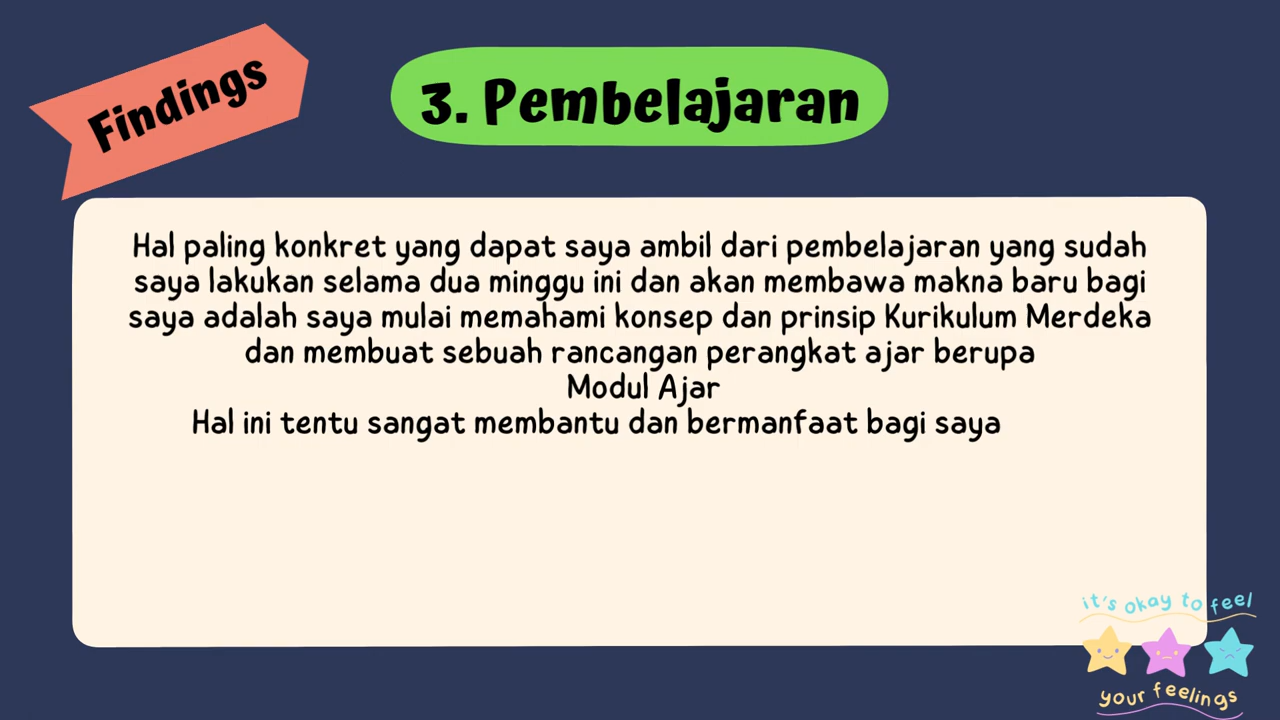 Findings
3. Pembelajaran
Hal paling konkret yang dapat saya ambil dari pembelajaran yang sudah
saya lakukan selama dua minggu ini dan akan membawa makna baru bagi
saya adalah saya mulai memahami konsep dan prinsip Kurikulum Merdeka
dan membuat sebuah rancangan perangkat ajar berupa
Modul Ajar
Hal ini tentu sangat membantu dan bermanfaat bagi saya
it's okay to feel
your feelings